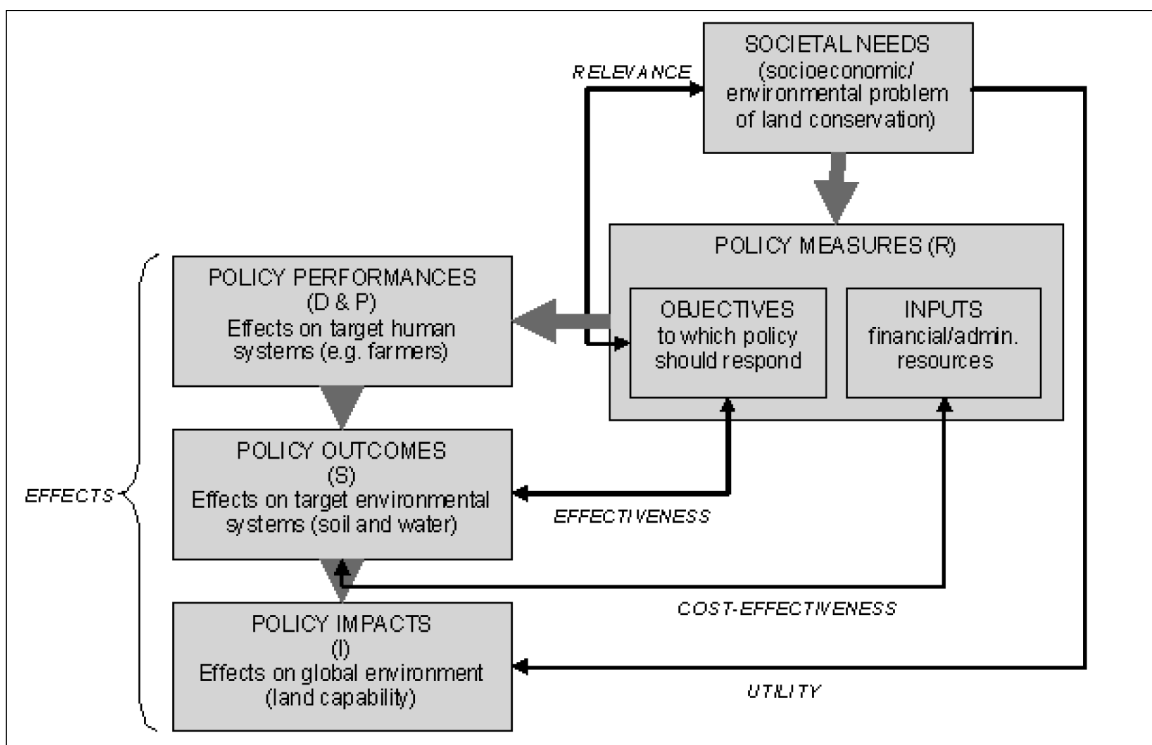 SOCIETAL NEEDS
(socioeconomic/
environmental problem
of land conservation)
RELEVANCE
POLICY MEASURES (R)
OBJECTIVES
to which policy
should respond
INPUTS
financial/admin.
resources
POLICY PERFORMANCES
(D & P)
Effects on target human
systems (e.g. farmers)
POLICY OUTCOMES
(S)
Effects on target environmental
systems (soil and water)
EFFECTS
EFFECTIVENESS
COST-EFFECTIVENESS
POLICY IMPACTS
(I)
Effects on global environment
(land capability)
UTILITY